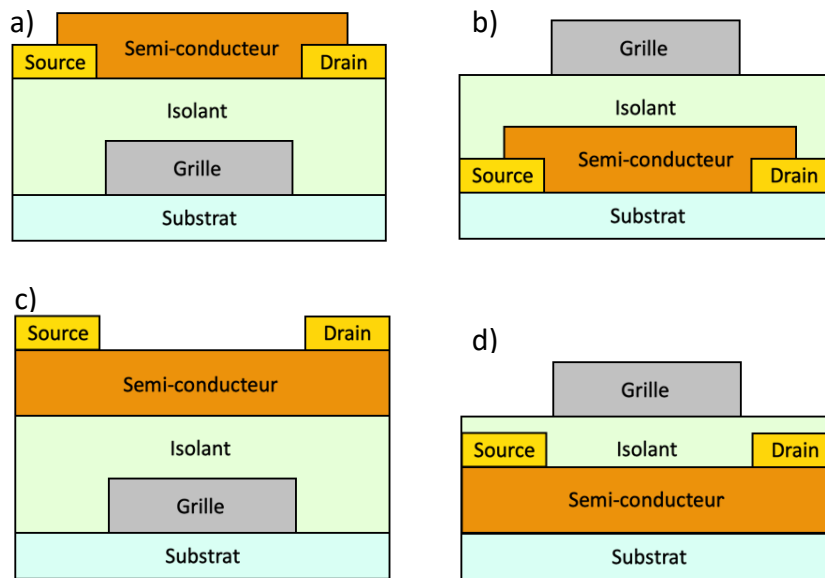 a)
Semi-conducteur
Source
Drain
Isolant
Grille
Substrat
b)
Grille
Isolant
Semi-conducteur
Source
Drain
Substrat
c)
Source
Drain
Semi-conducteur
Isolant
Grille
Substrat
d)
Grille
Source
Isolant
Drain
Semi-conducteur
Substrat